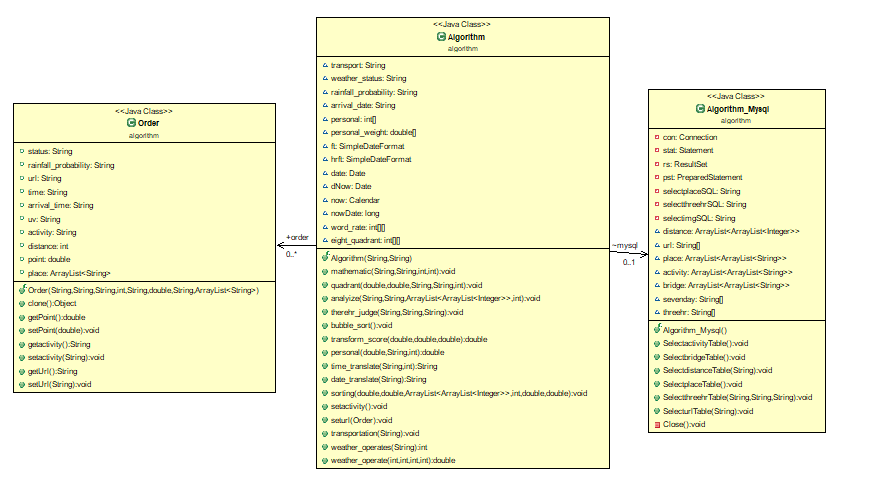 <<Java Class>>
Order
algorithm
status: String
rainfall_probability: String
url: String
time: String
arrival_time: String
uv: String
activity: String
distance: int
point: double
place: ArrayList<String>
Order(String,String,String,int,String,double,String,ArrayList<String>)
clone():Object
getPoint():double
setPoint(double):void
getactivity():String
setactivity(String):void
getUrl():String
setUrl(String):void
+order
0..*
<<Java Class>>
Algorithm
algorithm
transport: String
weather_status: String
rainfall_probability: String
arrival_date: String
personal: int[]
personal_weight: double[]
ft: SimpleDateFormat
hrft: SimpleDateFormat
date: Date
dNow: Date
now: Calendar
nowDate: long
word_rate: int[][]
eight_quadrant: int[][]
Algorithm(String,String)
mathematic(String,String,int,int):void
quadrant(double,double,String,String,int):void
analyize(String,String,ArrayList<ArrayList<Integer>>,int):void
therehr_judge(String,String,String):void
bubble_sort():void
transform_score(double,double,double):double
personal(double,String,int):double
time_translate(String,int):String
date_translate(String):String
sorting(double,double,ArrayList<ArrayList<Integer>>,int,double,double):void
setactivity():void
seturl(Order):void
transportation(String):void
weather_operates(String):int
weather_operate(int,int,int,int):double
~mysql
0..1
<<Java Class>>
Algorithm_Mysql
algorithm
con: Connection
stat: Statement
rs: ResultSet
pst: PreparedStatement
selectplaceSQL: String
selectthreehrSQL: String
selectimgSQL: String
distance: ArrayList<ArrayList<Integer>>
url: String[]
place: ArrayList<ArrayList<String>>
activity: ArrayList<ArrayList<String>>
bridge: ArrayList<ArrayList<String>>
sevenday: String[]
threehr: String[]
Algorithm_Mysql()
SelectactivityTable():void
SelectbridgeTable():void
SelectdistanceTable(String):void
SelectplaceTable():void
SelectthreehrTable(String,String,String):void
SelecturlTable(String):void
Close():void